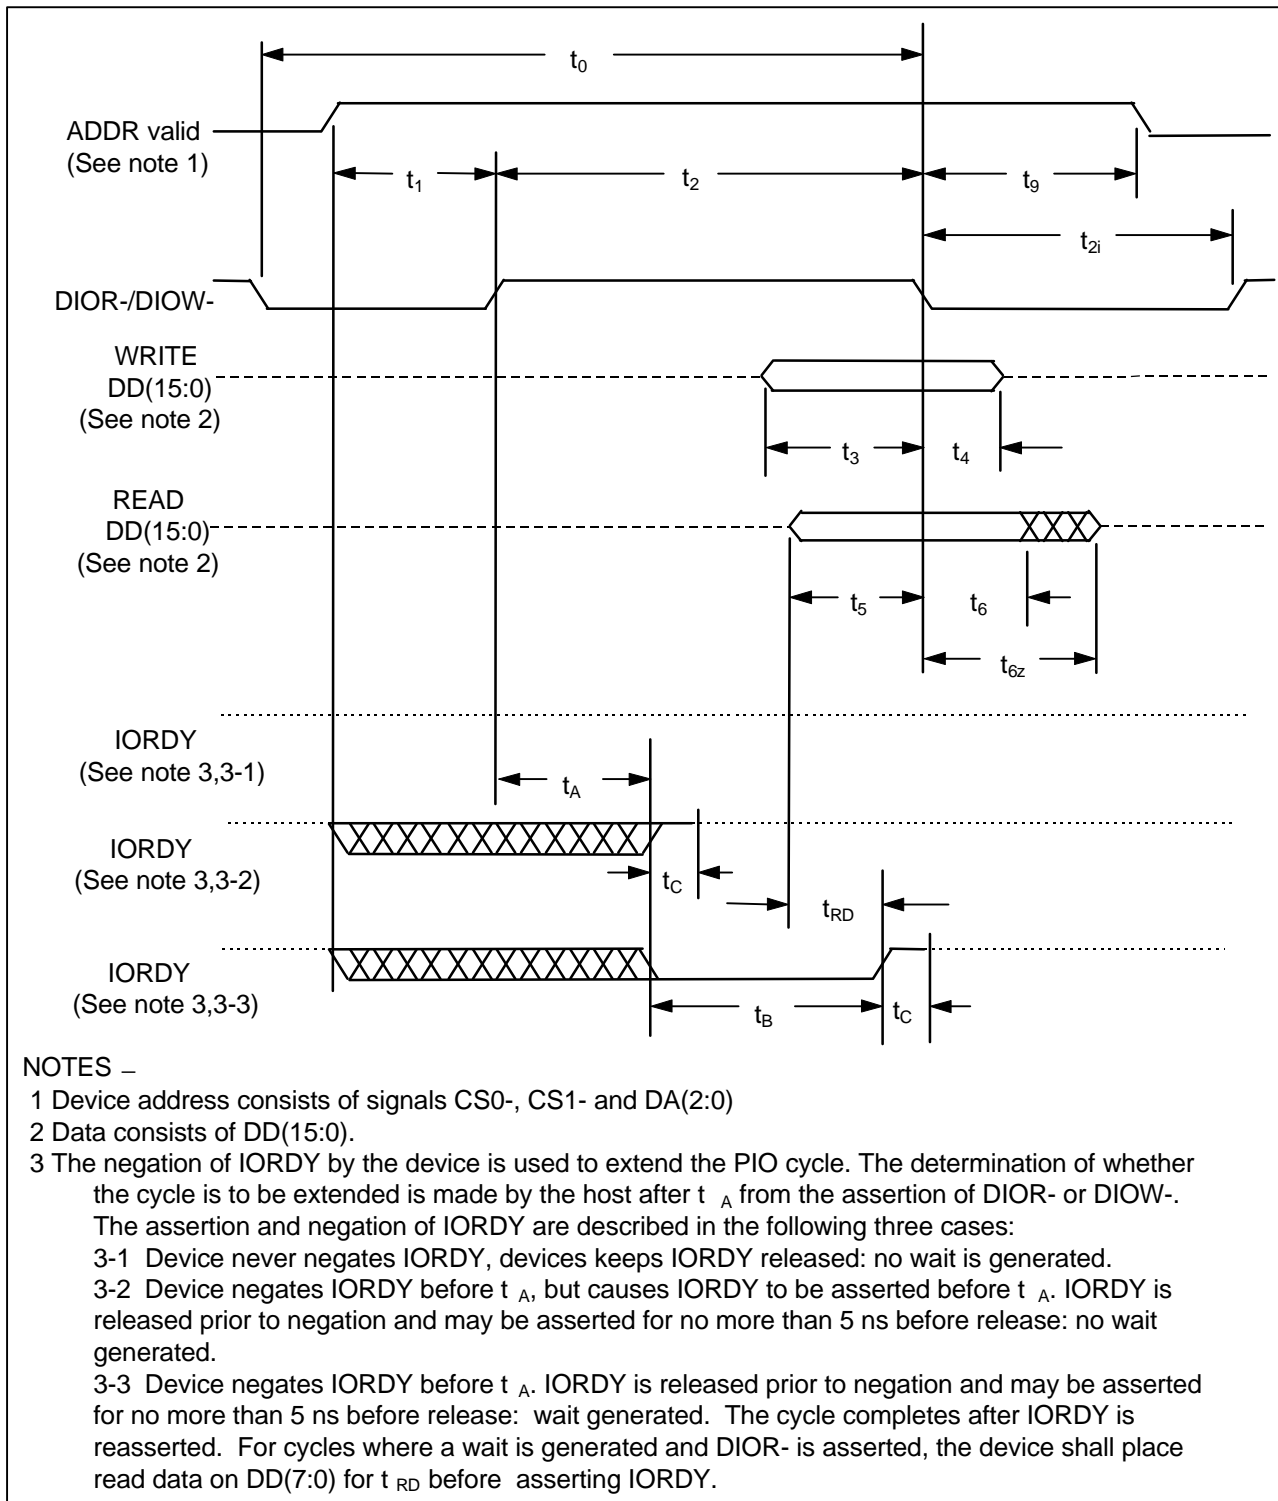 t0
ADDR valid
(See note 1)
t1 t2 t9
t2i
DIOR-/DIOW-
WRITE
DD(15:0)
(See note 2)
t3 t4
READ
DD(15:0)
(See note 2)
t5 t6
t6z
IORDY
(See note 3,3-1)
tA
IORDY
(See note 3,3-2)
tC
tRD
IORDY
(See note 3,3-3)
tB tC
NOTES –
1 Device address consists of signals CS0-, CS1- and DA(2:0)
2 Data consists of DD(15:0).
3 The negation of IORDY by the device is used to extend the PIO cycle. The determination of whether
the cycle is to be extended is made by the host after t A from the assertion of DIOR- or DIOW-.
The assertion and negation of IORDY are described in the following three cases:
3-1 Device never negates IORDY, devices keeps IORDY released: no wait is generated.
3-2 Device negates IORDY before t A, but causes IORDY to be asserted before t A. IORDY is
released prior to negation and may be asserted for no more than 5 ns before release: no wait
generated.
3-3 Device negates IORDY before t A. IORDY is released prior to negation and may be asserted
for no more than 5 ns before release: wait generated. The cycle completes after IORDY is
reasserted. For cycles where a wait is generated and DIOR- is asserted, the device shall place
read data on DD(7:0) for t RD before asserting IORDY.